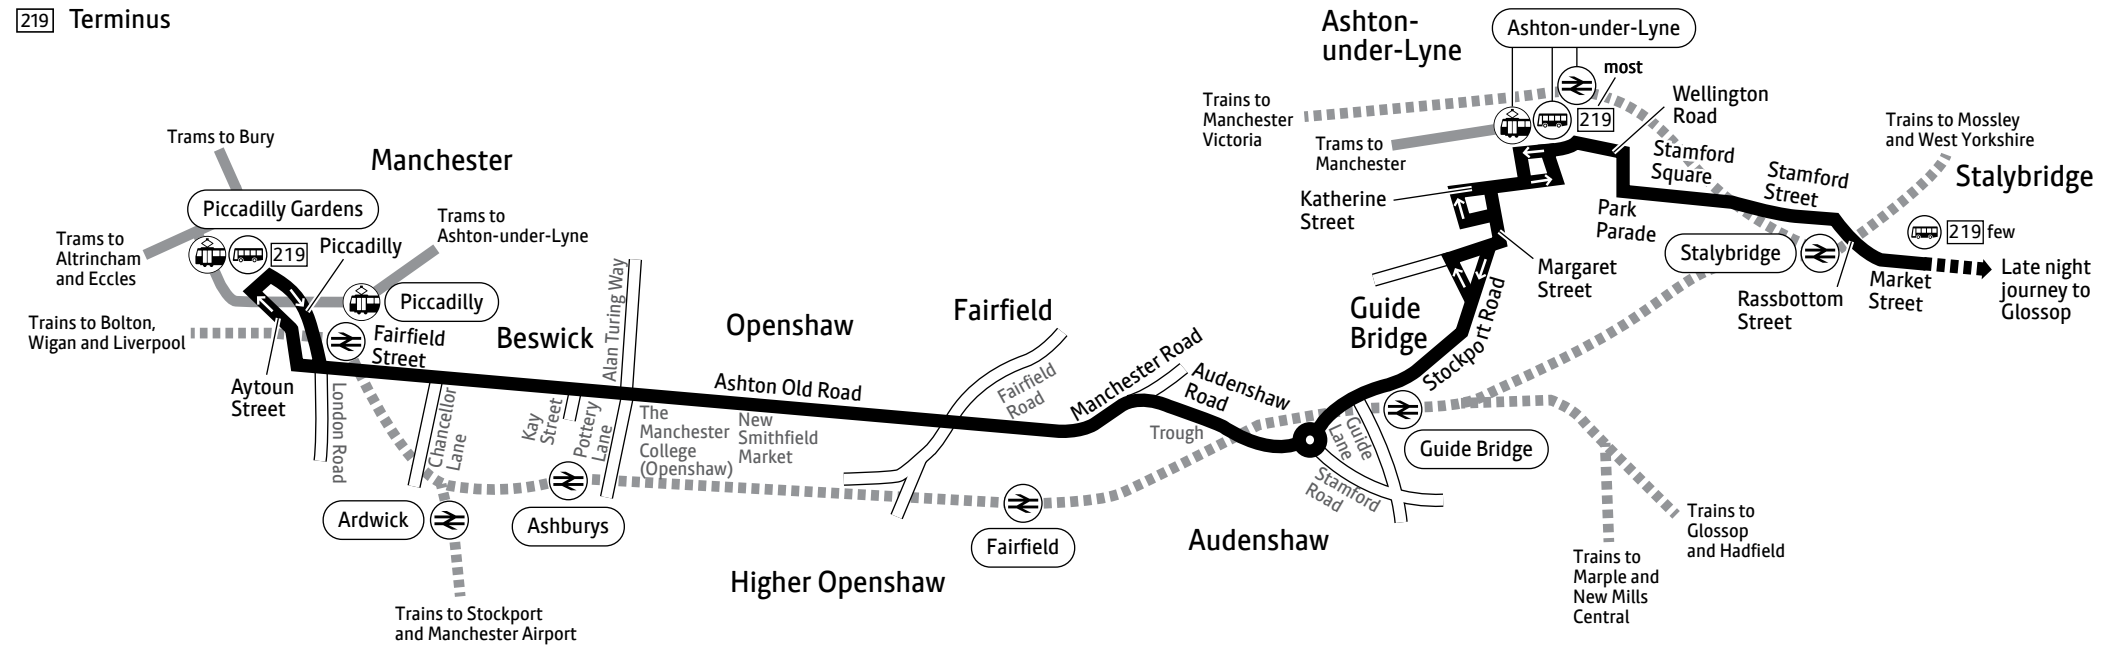 219 Terminus
Trams to Bury
Manchester
Piccadilly Gardens
Trams to
Altrincham
and Eccles
219
Piccadilly
Trams to
Ashton-under-Lyne
Piccadilly
Trains to Bolton,
Wigan and Liverpool
Fairfield
Street
Aytoun
Street
London Road
Chancellor
Lane
Beswick
Kay
Street
Pottery
Lane
Alan Turing Way
Ardwick
Ashburys
Trains to Stockport
and Manchester Airport
Openshaw
Ashton Old Road
The
Manchester
College
(Openshaw)
New
Smithfield
Market
Higher Openshaw
Fairfield
Fairfield
Road
Fairfield
Manchester Road
Audenshaw
Road
Trough
Audenshaw
Stamford
Road
Guide
Lane
Guide
Bridge
Stockport Road
Guide Bridge
Trains to
Marple and
New Mills
Central
Trains to
Glossop
and Hadfield
Ashton-
under-Lyne
Ashton-under-Lyne
most
219
Trains to
Manchester
Victoria
Trams to
Manchester
Katherine
Street
Margaret
Street
Wellington
Road
Stamford
Square
Park
Parade
Stamford
Street
Stalybridge
Trains to Mossley
and West Yorkshire
Stalybridge
219 few
Rassbottom
Street
Market
Street
Late night
journey to
Glossop